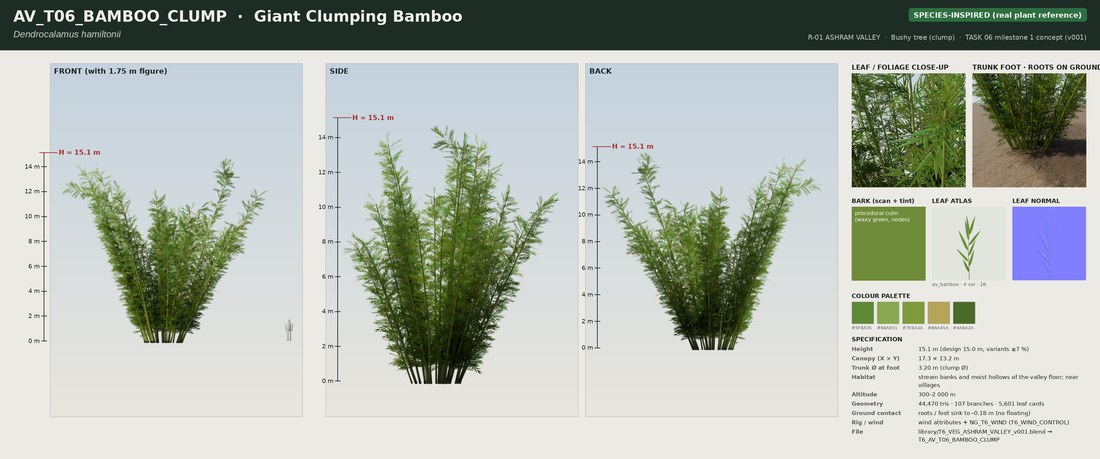 AV_T06_BAMBOO_CLUMP · Giant Clumping Bamboo
Dendrocalamus hamiltonii
SPECIES-INSPIRED (real plant reference)
R-01 ASHRAM VALLEY · Bushy tree (clump) · TASK 06 milestone 1 concept (v001)
FRONT (with 1.75 m figure)
H = 15.1 m
14 m
12 m
10 m
8 m
6 m
4 m
2 m
0 m
SIDE
H = 15.1 m
14 m
12 m
10 m
8 m
6 m
4 m
2 m
0 m
BACK
H = 15.1 m
14 m
12 m
10 m
8 m
6 m
4 m
2 m
0 m
LEAF / FOLIAGE CLOSE-UP
TRUNK FOOT · ROOTS ON GROUND
BARK (scan + tint)
procedural culm
(waxy green, nodes)
LEAF ATLAS
av_bamboo · 4 var · 2K
LEAF NORMAL
COLOUR PALETTE
SPECIFICATION
Height 15.1 m (design 15.0 m, variants ±7 %)
Canopy (X × Y) 17.3 × 13.2 m
Trunk Ø at foot 3.20 m (clump Ø)
Habitat stream banks and moist hollows of the valley floor; near
villages
Altitude 300–2 000 m
Geometry 44,470 tris · 107 branches · 5,601 leaf cards
Ground contact roots / foot sink to -0.18 m (no floating)
Rig / wind wind attributes + NG_T6_WIND (T6_WIND_CONTROL)
File library/T6_VEG_ASHRAM_VALLEY_v001.blend →
T6_AV_T06_BAMBOO_CLUMP